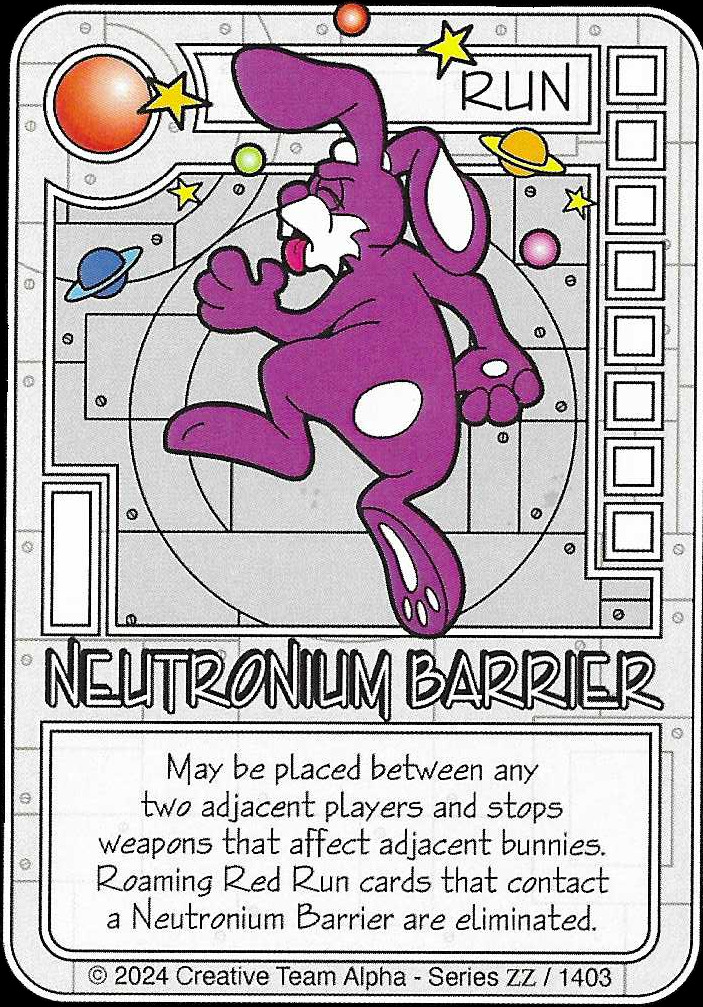 RUN
NEUTRONIUM BARRIER
May be placed between any
two adjacent players and stops
weapons that affect adjacent bunnies.
Roaming Red Run cards that contact
a Neutronium Barrier are eliminated.
© 2024 Creative Team Alpha - Series ZZ / 1403